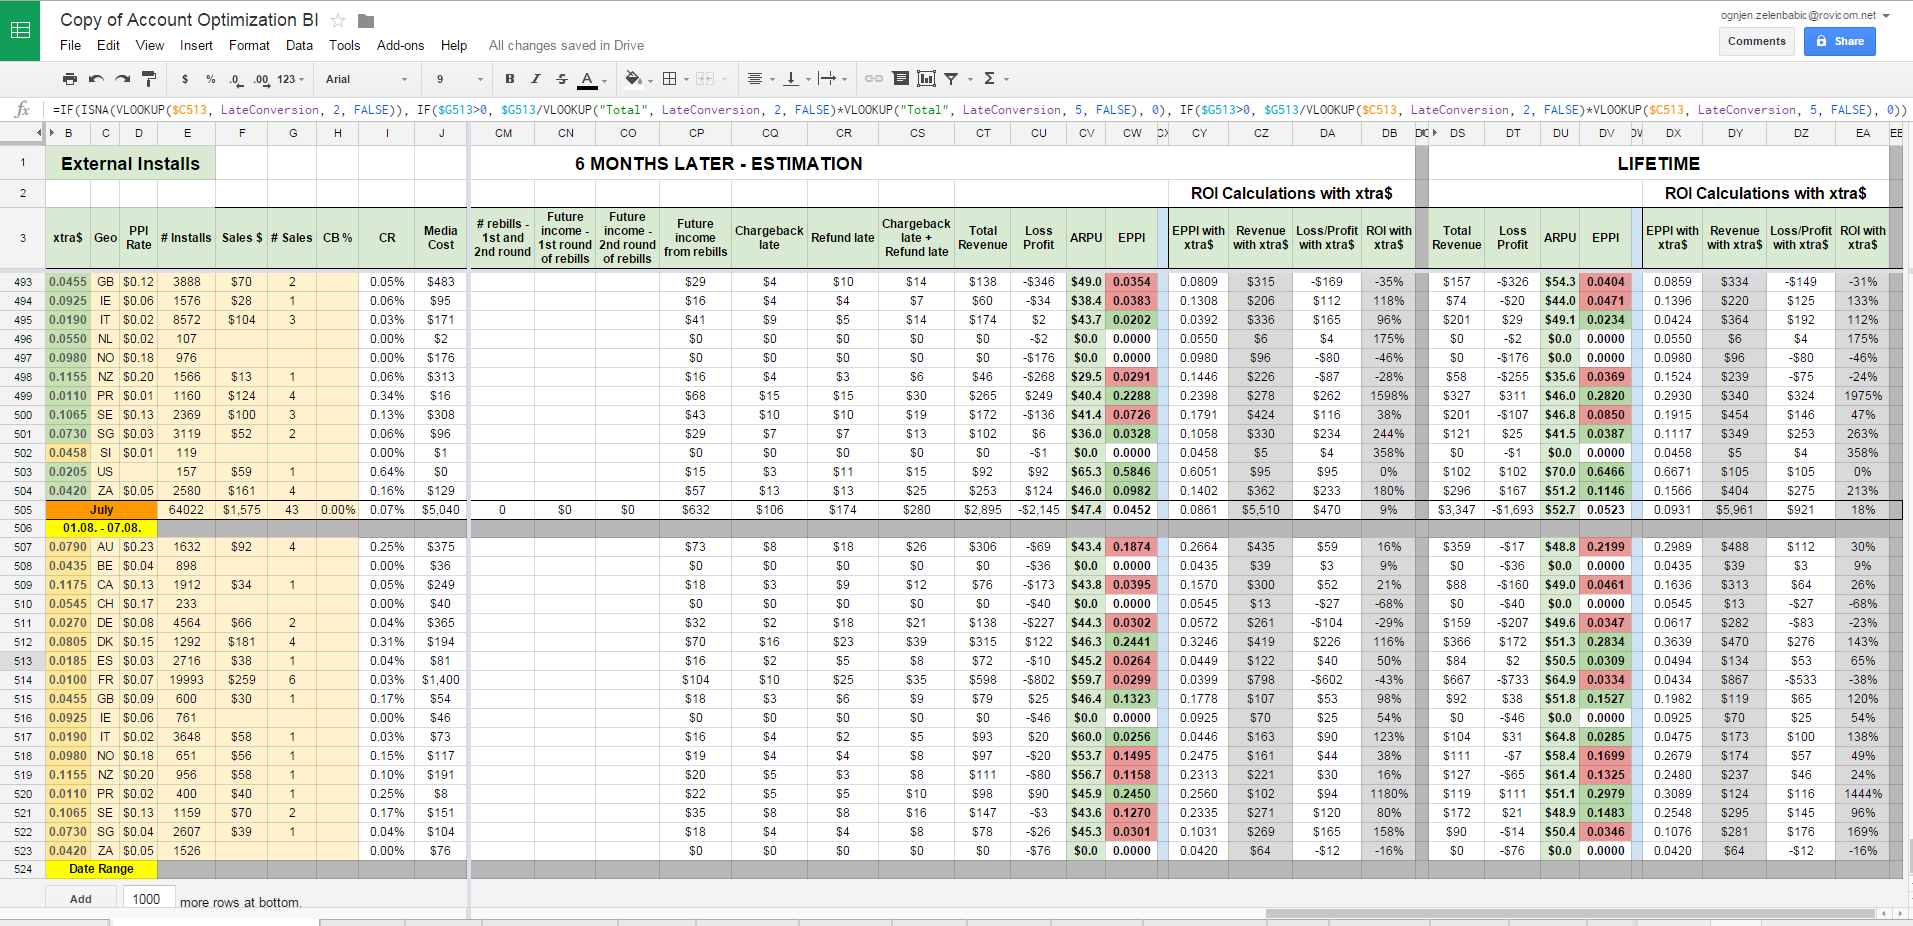 Copy of Account Optimization BI
ognjen.zelenbabic@rovicom.net
File Edit View Insert Format Data Tools Add-ons Help All changes saved in Drive
Comments Share
$ % .0 .00 123 Arial 9 B I S A
fx =IF(ISNA(VLOOKUP($C513, LateConversion, 2, FALSE)), IF($G513>0, $G513/VLOOKUP("Total", LateConversion, 2, FALSE)*VLOOKUP("Total", LateConversion, 5, FALSE), 0), IF($G513>0, $G513/VLOOKUP($C513, LateConversion, 2, FALSE)*VLOOKUP($C513, LateConversion, 5, FALSE), 0))
B C D E F G H I J CM CN CO CP CQ CR CS CT CU CV CW CX CY CZ DA DB DS DT DU DV DX DY DZ EA
1 External Installs 6 MONTHS LATER - ESTIMATION LIFETIME
2 ROI Calculations with xtra$ ROI Calculations with xtra$
3 xtra$ Geo PPI Rate # Installs Sales $ # Sales CB % CR Media Cost # rebills - 1st and 2nd round Future income - 1st round of rebills Future income - 2nd round of rebills Future income from rebills Chargeback late Refund late Chargeback late + Refund late Total Revenue Loss Profit ARPU EPPI EPPI with xtra$ Revenue with xtra$ Loss/Profit with xtra$ ROI with xtra$ Total Revenue Loss Profit ARPU EPPI EPPI with xtra$ Revenue with xtra$ Loss/Profit with xtra$ ROI with xtra$
493 0.0455 GB $0.12 3888 $70 2 0.05% $483 $29 $4 $10 $14 $138 -$346 $49.0 0.0354 0.0809 $315 -$169 -35% $157 -$326 $54.3 0.0404 0.0859 $334 -$149 -31%
494 0.0925 IE $0.06 1576 $28 1 0.06% $95 $16 $4 $4 $7 $60 -$34 $38.4 0.0383 0.1308 $206 $112 118% $74 -$20 $44.0 0.0471 0.1396 $220 $125 133%
495 0.0190 IT $0.02 8572 $104 3 0.03% $171 $41 $9 $5 $14 $174 $2 $43.7 0.0202 0.0392 $336 $165 96% $201 $29 $49.1 0.0234 0.0424 $364 $192 112%
496 0.0550 NL $0.02 107 0.00% $2 $0 $0 $0 $0 $0 -$2 $0.0 0.0000 0.0550 $6 $4 175% $0 -$2 $0.0 0.0000 0.0550 $6 $4 175%
497 0.0980 NO $0.18 976 0.00% $176 $0 $0 $0 $0 $0 -$176 $0.0 0.0000 0.0980 $96 -$80 -46% $0 -$176 $0.0 0.0000 0.0980 $96 -$80 -46%
498 0.1155 NZ $0.20 1566 $13 1 0.06% $313 $16 $4 $3 $6 $46 -$268 $29.5 0.0291 0.1446 $226 -$87 -28% $58 -$255 $35.6 0.0369 0.1524 $239 -$75 -24%
499 0.0110 PR $0.01 1160 $124 4 0.34% $16 $68 $15 $15 $30 $265 $249 $40.4 0.2288 0.2398 $278 $262 1598% $327 $311 $46.0 0.2820 0.2930 $340 $324 1975%
500 0.1065 SE $0.13 2369 $100 3 0.13% $308 $43 $10 $10 $19 $172 -$136 $41.4 0.0726 0.1791 $424 $116 38% $201 -$107 $46.8 0.0850 0.1915 $454 $146 47%
501 0.0730 SG $0.03 3119 $52 2 0.06% $96 $29 $7 $7 $13 $102 $6 $36.0 0.0328 0.1058 $330 $234 244% $121 $25 $41.5 0.0387 0.1117 $349 $253 263%
502 0.0458 SI $0.01 119 0.00% $1 $0 $0 $0 $0 $0 -$1 $0.0 0.0000 0.0458 $5 $4 358% $0 -$1 $0.0 0.0000 0.0458 $5 $4 358%
503 0.0205 US 157 $59 1 0.64% $0 $15 $3 $11 $15 $92 $92 $65.3 0.5846 0.6051 $95 $95 0% $102 $102 $70.0 0.6466 0.6671 $105 $105 0%
504 0.0420 ZA $0.05 2580 $161 4 0.16% $129 $57 $13 $13 $25 $253 $124 $46.0 0.0982 0.1402 $362 $233 180% $296 $167 $51.2 0.1146 0.1566 $404 $275 213%
505 July 64022 $1,575 43 0.00% 0.07% $5,040 0 $0 $0 $632 $106 $174 $280 $2,895 -$2,145 $47.4 0.0452 0.0861 $5,510 $470 9% $3,347 -$1,693 $52.7 0.0523 0.0931 $5,961 $921 18%
506 01.08. - 07.08.
507 0.0790 AU $0.23 1632 $92 4 0.25% $375 $73 $8 $18 $26 $306 -$69 $43.4 0.1874 0.2664 $435 $59 16% $359 -$17 $48.8 0.2199 0.2989 $488 $112 30%
508 0.0435 BE $0.04 898 0.00% $36 $0 $0 $0 $0 $0 -$36 $0.0 0.0000 0.0435 $39 $3 9% $0 -$36 $0.0 0.0000 0.0435 $39 $3 9%
509 0.1175 CA $0.13 1912 $34 1 0.05% $249 $18 $3 $9 $12 $76 -$173 $43.8 0.0395 0.1570 $300 $52 21% $88 -$160 $49.0 0.0461 0.1636 $313 $64 26%
510 0.0545 CH $0.17 233 0.00% $40 $0 $0 $0 $0 $0 -$40 $0.0 0.0000 0.0545 $13 -$27 -68% $0 -$40 $0.0 0.0000 0.0545 $13 -$27 -68%
511 0.0270 DE $0.08 4564 $66 2 0.04% $365 $32 $2 $18 $21 $138 -$227 $44.3 0.0302 0.0572 $261 -$104 -29% $159 -$207 $49.6 0.0347 0.0617 $282 -$83 -23%
512 0.0805 DK $0.15 1292 $181 4 0.31% $194 $70 $16 $23 $39 $315 $122 $46.3 0.2441 0.3246 $419 $226 116% $366 $172 $51.3 0.2834 0.3639 $470 $276 143%
513 0.0185 ES $0.03 2716 $38 1 0.04% $81 $16 $2 $5 $8 $72 -$10 $45.2 0.0264 0.0449 $122 $40 50% $84 $2 $50.5 0.0309 0.0494 $134 $53 65%
514 0.0100 FR $0.07 19993 $259 6 0.03% $1,400 $104 $10 $25 $35 $598 -$802 $59.7 0.0299 0.0399 $798 -$602 -43% $667 -$733 $64.9 0.0334 0.0434 $867 -$533 -38%
515 0.0455 GB $0.09 600 $30 1 0.17% $54 $18 $3 $6 $9 $79 $25 $46.4 0.1323 0.1778 $107 $53 98% $92 $38 $51.8 0.1527 0.1982 $119 $65 120%
516 0.0925 IE $0.06 761 0.00% $46 $0 $0 $0 $0 $0 -$46 $0.0 0.0000 0.0925 $70 $25 54% $0 -$46 $0.0 0.0000 0.0925 $70 $25 54%
517 0.0190 IT $0.02 3648 $58 1 0.03% $73 $16 $4 $2 $5 $93 $20 $60.0 0.0256 0.0446 $163 $90 123% $104 $31 $64.8 0.0285 0.0475 $173 $100 138%
518 0.0980 NO $0.18 651 $56 1 0.15% $117 $19 $4 $4 $8 $97 -$20 $53.7 0.1495 0.2475 $161 $44 38% $111 -$7 $58.4 0.1699 0.2679 $174 $57 49%
519 0.1155 NZ $0.20 956 $58 1 0.10% $191 $20 $5 $3 $8 $111 -$80 $56.7 0.1158 0.2313 $221 $30 16% $127 -$65 $61.4 0.1325 0.2480 $237 $46 24%
520 0.0110 PR $0.02 400 $40 1 0.25% $8 $22 $5 $5 $10 $98 $90 $45.9 0.2450 0.2560 $102 $94 1180% $119 $111 $51.1 0.2979 0.3089 $124 $116 1444%
521 0.1065 SE $0.13 1159 $70 2 0.17% $151 $35 $8 $8 $16 $147 -$3 $43.6 0.1270 0.2335 $271 $120 80% $172 $21 $48.9 0.1483 0.2548 $295 $145 96%
522 0.0730 SG $0.04 2607 $39 1 0.04% $104 $18 $4 $4 $8 $78 -$26 $45.3 0.0301 0.1031 $269 $165 158% $90 -$14 $50.4 0.0346 0.1076 $281 $176 169%
523 0.0420 ZA $0.05 1526 0.00% $76 $0 $0 $0 $0 $0 -$76 $0.0 0.0000 0.0420 $64 -$12 -16% $0 -$76 $0.0 0.0000 0.0420 $64 -$12 -16%
524 Date Range
Add 1000 more rows at bottom.